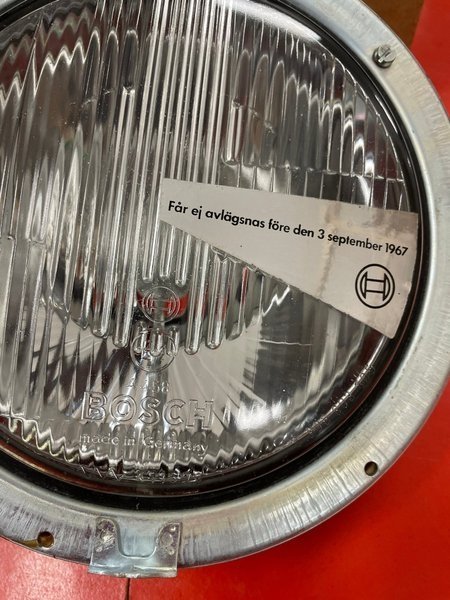 Får ej avlägsnas före den 3 september 1967
BOSCH
made in Germany